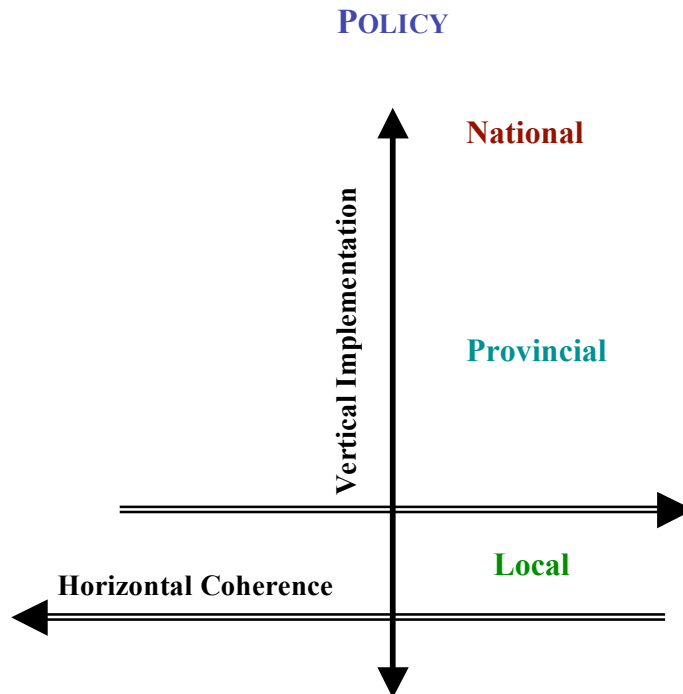 POLICY
National
Vertical Implementation
Provincial
Local
Horizontal Coherence